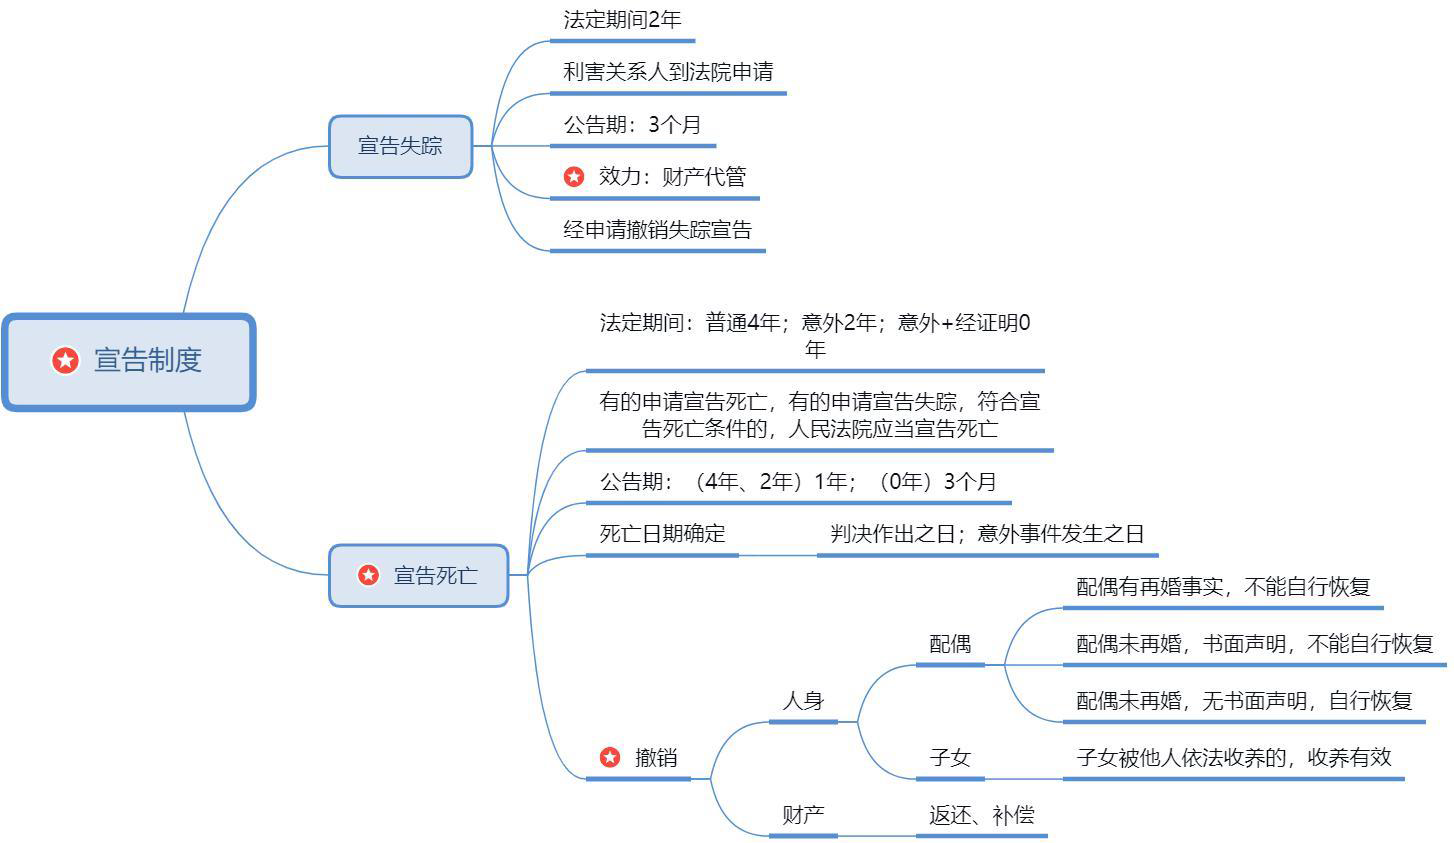 宣告制度
宣告失踪
法定期间2年
利害关系人到法院申请
公告期：3个月
效力：财产代管
经申请撤销失踪宣告
宣告死亡
法定期间：普通4年；意外2年；意外+经证明0
年
有的申请宣告死亡，有的申请宣告失踪，符合宣
告死亡条件的，人民法院应当宣告死亡
公告期：（4年、2年）1年；（0年）3个月
死亡日期确定
判决作出之日；意外事件发生之日
撤销
人身
配偶
配偶有再婚事实，不能自行恢复
配偶未再婚，书面声明，不能自行恢复
配偶未再婚，无书面声明，自行恢复
子女
子女被他人依法收养的，收养有效
财产
返还、补偿